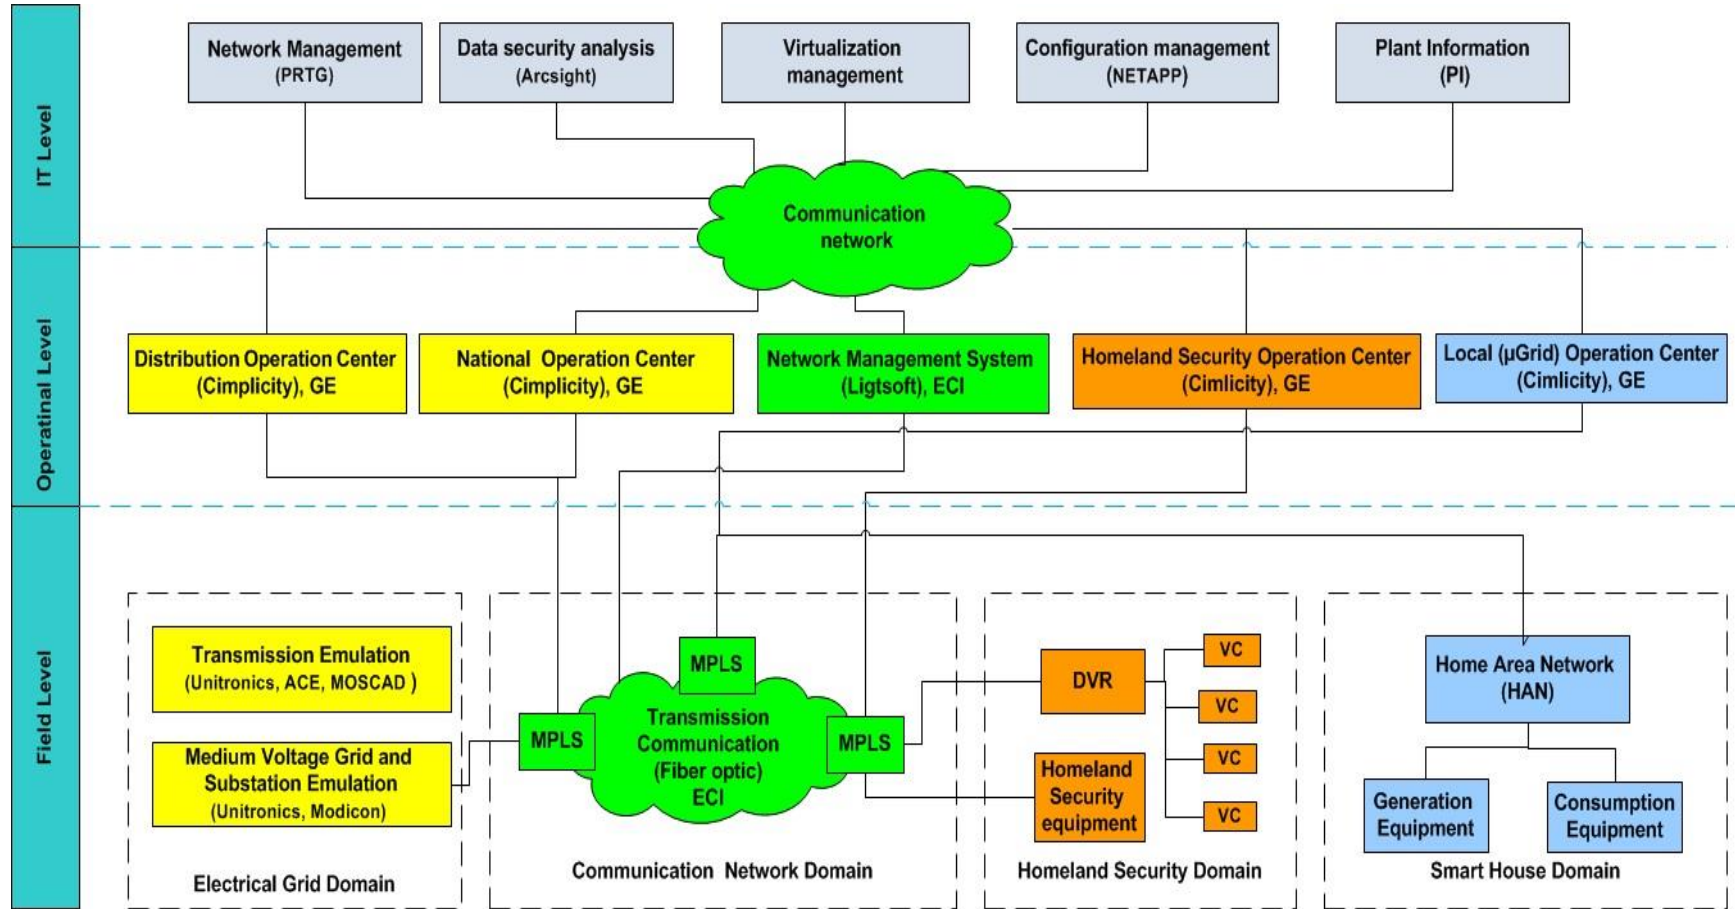 IT Level
Network Management
(PRTG)
Data security analysis
(Arcsight)
Virtualization
management
Configuration management
(NETAPP)
Plant Information
(PI)
Communication
network
Operatinal Level
Distribution Operation Center
(Cimplicity), GE
National Operation Center
(Cimplicity), GE
Network Management System
(Ligtsoft), ECI
Homeland Security Operation Center
(Cimlicity), GE
Local (µGrid) Operation Center
(Cimlicity), GE
Field Level
Transmission Emulation
(Unitronics, ACE, MOSCAD )
Medium Voltage Grid and
Substation Emulation
(Unitronics, Modicon)
Electrical Grid Domain
MPLS
MPLS
MPLS
Transmission
Communication
(Fiber optic)
ECI
Communication Network Domain
DVR
VC
VC
VC
VC
Homeland
Security
equipment
Homeland Security Domain
Home Area Network
(HAN)
Generation
Equipment
Consumption
Equipment
Smart House Domain